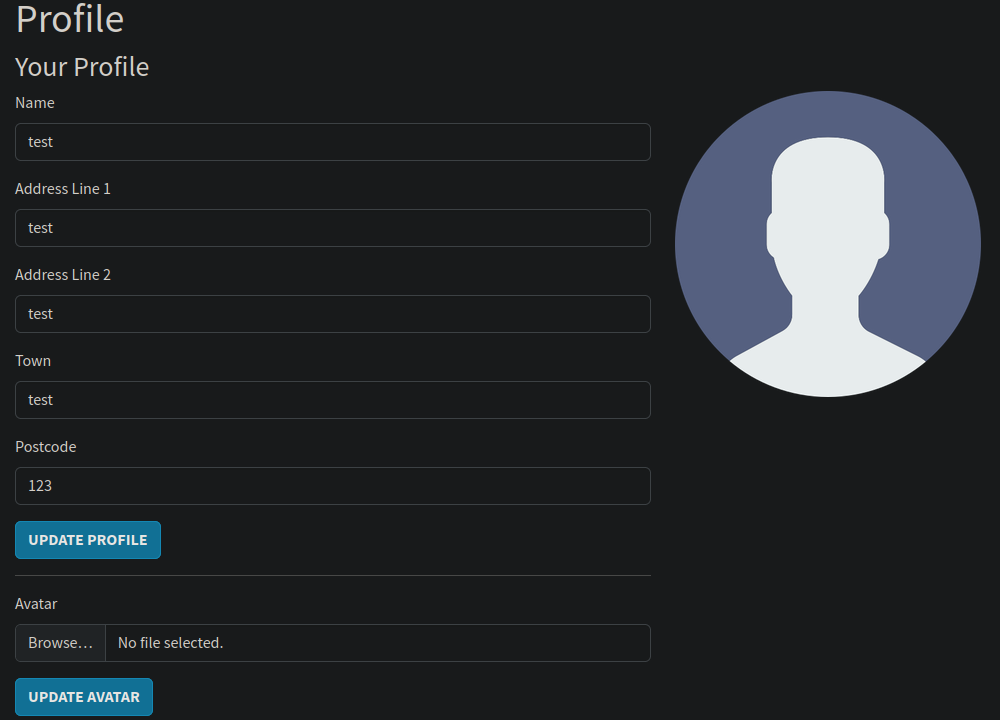 Profile
Your Profile
Name
test
Address Line 1
test
Address Line 2
test
Town
test
Postcode
123
UPDATE PROFILE
Avatar
Browse... No file selected.
UPDATE AVATAR